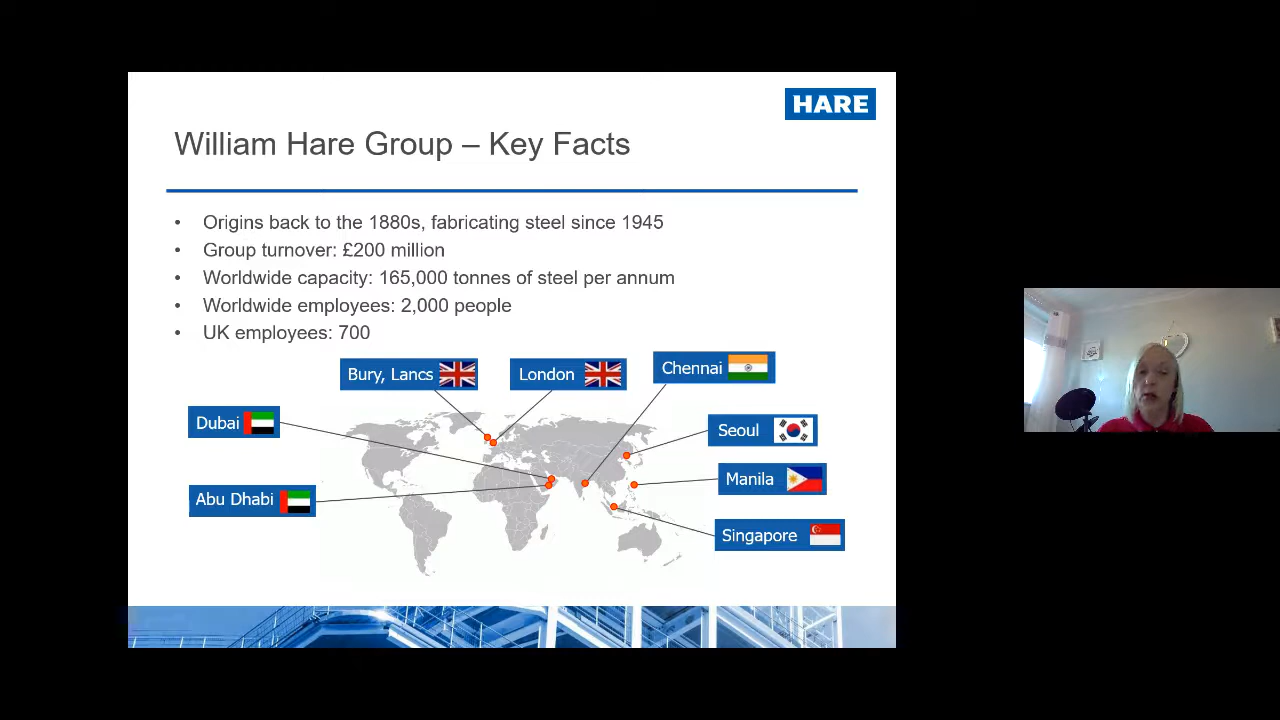 HARE
William Hare Group – Key Facts
• Origins back to the 1880s, fabricating steel since 1945
• Group turnover: £200 million
• Worldwide capacity: 165,000 tonnes of steel per annum
• Worldwide employees: 2,000 people
• UK employees: 700
Bury, Lancs
London
Chennai
Dubai
Seoul
Manila
Abu Dhabi
Singapore